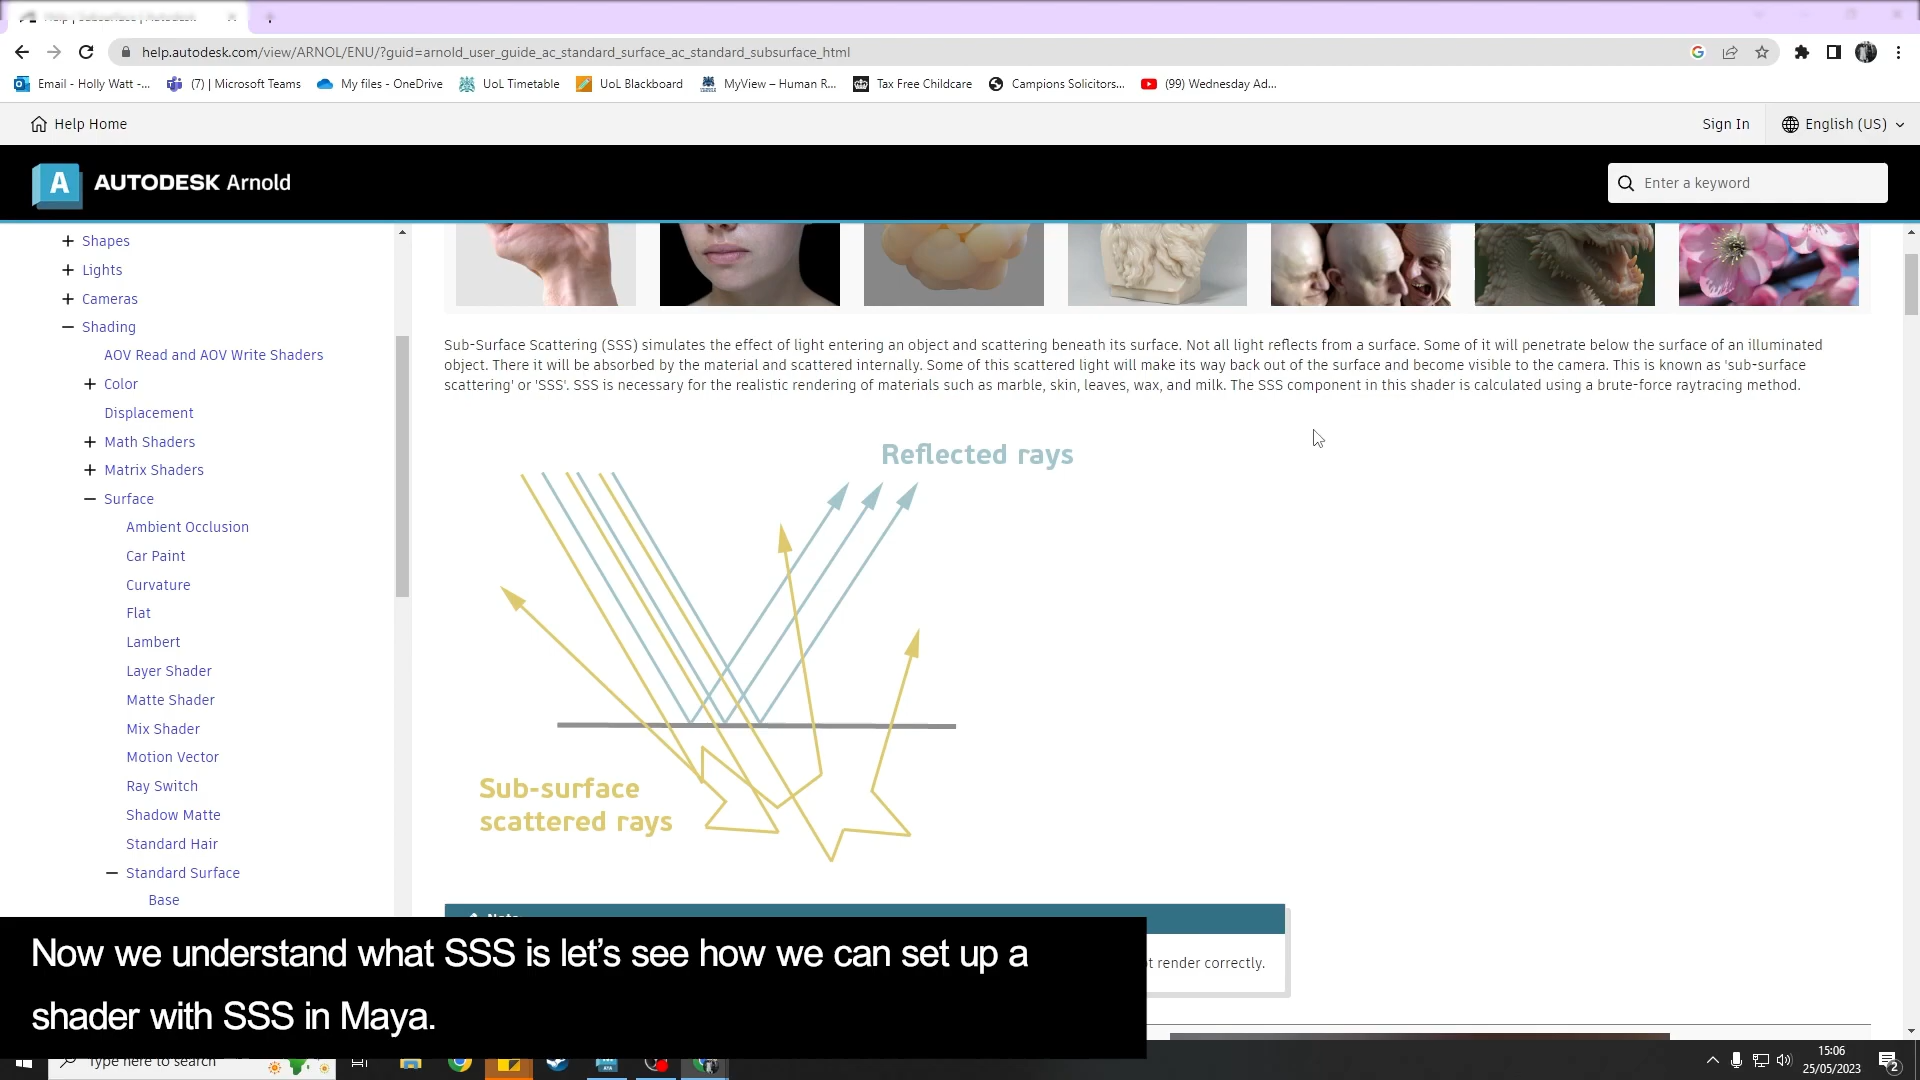 help.autodesk.com/view/ARNOL/ENU/?guid=arnold_user_guide_ac_standard_surface_ac_standard_subsurface_html
Email - Holly Watt -...
(7) | Microsoft Teams
My files - OneDrive
UoL Timetable
UoL Blackboard
MyView – Human R...
Tax Free Childcare
Campions Solicitors...
(99) Wednesday Ad...
Help Home
Sign In
English (US)
A
AUTODESK Arnold
Enter a keyword
Shapes
Lights
Cameras
Shading
AOV Read and AOV Write Shaders
Color
Displacement
Math Shaders
Matrix Shaders
Surface
Ambient Occlusion
Car Paint
Curvature
Flat
Lambert
Layer Shader
Matte Shader
Mix Shader
Motion Vector
Ray Switch
Shadow Matte
Standard Hair
Standard Surface
Base
Sub-Surface Scattering (SSS) simulates the effect of light entering an object and scattering beneath its surface. Not all light reflects from a surface. Some of it will penetrate below the surface of an illuminated
object. There it will be absorbed by the material and scattered internally. Some of this scattered light will make its way back out of the surface and become visible to the camera. This is known as 'sub-surface
scattering' or 'SSS'. SSS is necessary for the realistic rendering of materials such as marble, skin, leaves, wax, and milk. The SSS component in this shader is calculated using a brute-force raytracing method.
Reflected rays
Sub-surface
scattered rays
render correctly.
Now we understand what SSS is let's see how we can set up a
shader with SSS in Maya.
Type here to search
15:06
25/05/2023
2